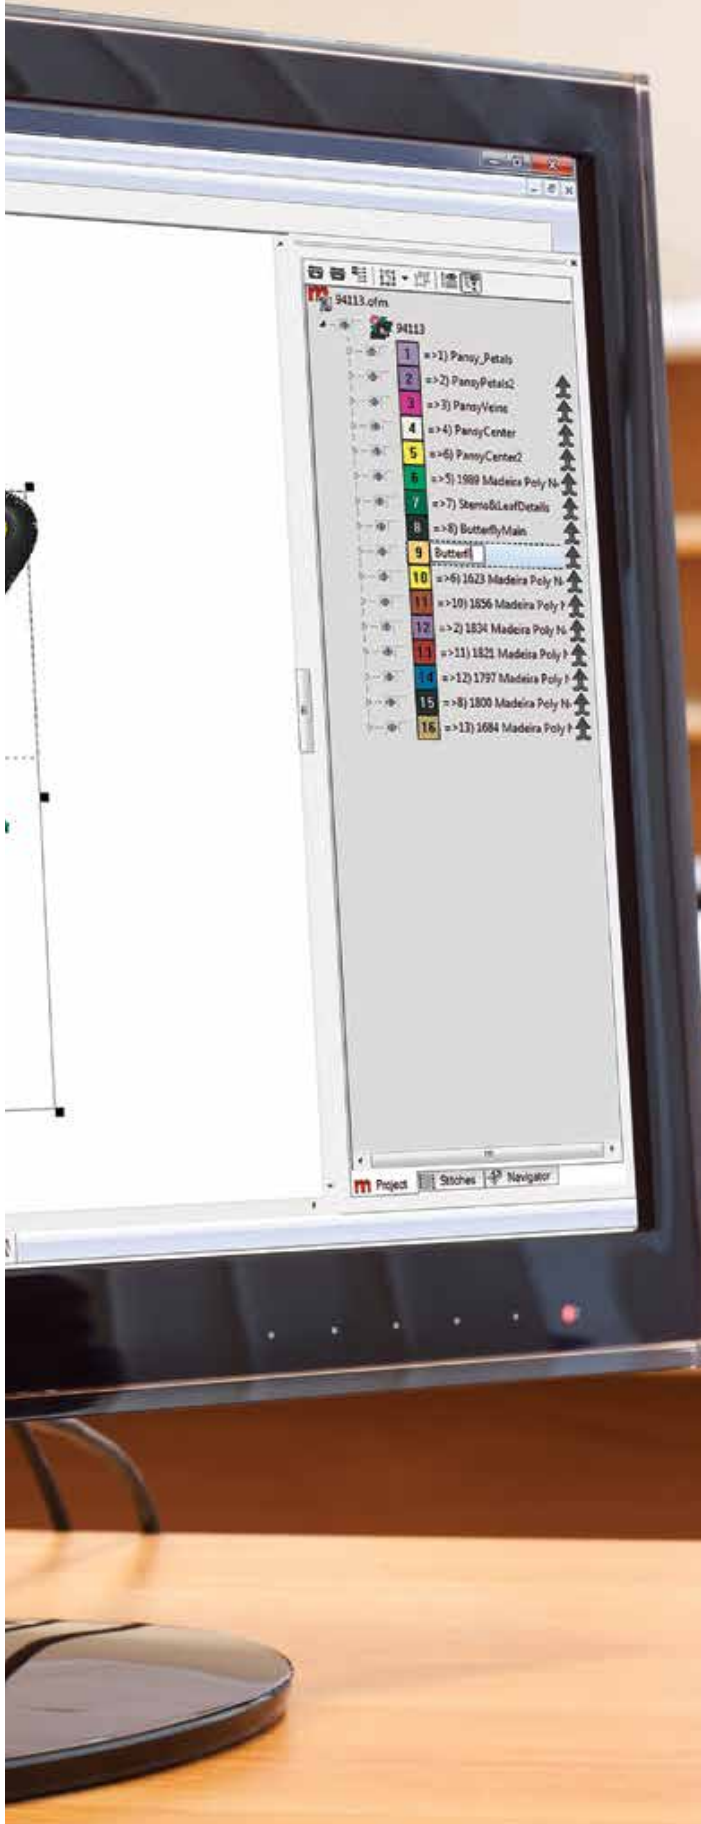 94113.ofm
94113
1 =>1) Pansy_Petals
2 =>2) PansyPetals2
3 =>3) PansyVeins
4 =>4) PansyCenter
5 =>6) PansyCenter2
6 =>5) 1989 Madeira Poly N
7 =>7) Stems&LeafDetails
8 =>8) ButterflyMain
9 Butterfl
10 =>6) 1623 Madeira Poly N
11 =>10) 1856 Madeira Poly N
12 =>2) 1834 Madeira Poly N
13 =>11) 1821 Madeira Poly N
14 =>12) 1797 Madeira Poly N
15 =>8) 1800 Madeira Poly N
16 =>13) 1684 Madeira Poly N
m Project Stitches Navigator